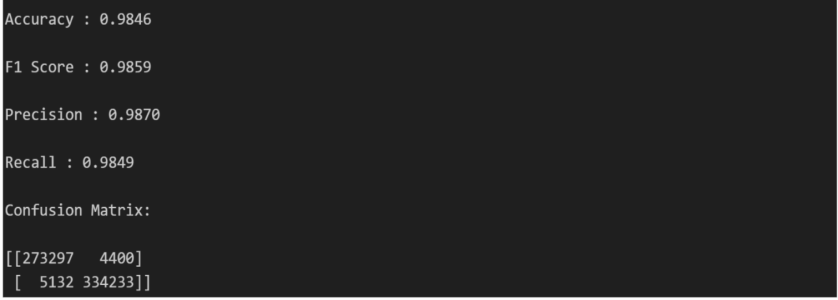 Accuracy : 0.9846
F1 Score : 0.9859
Precision : 0.9870
Recall : 0.9849
Confusion Matrix:
[[273297   4400]
 [  5132 334233]]